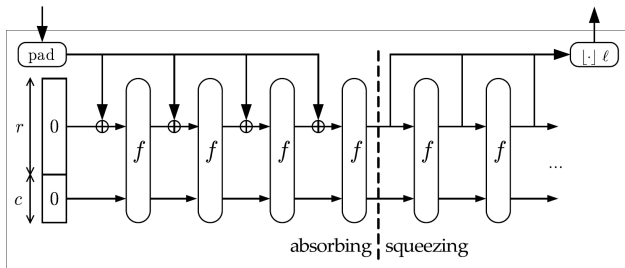 pad
⌊·⌋ ℓ
r 0 f f f f f f
...
c 0
absorbing squeezing